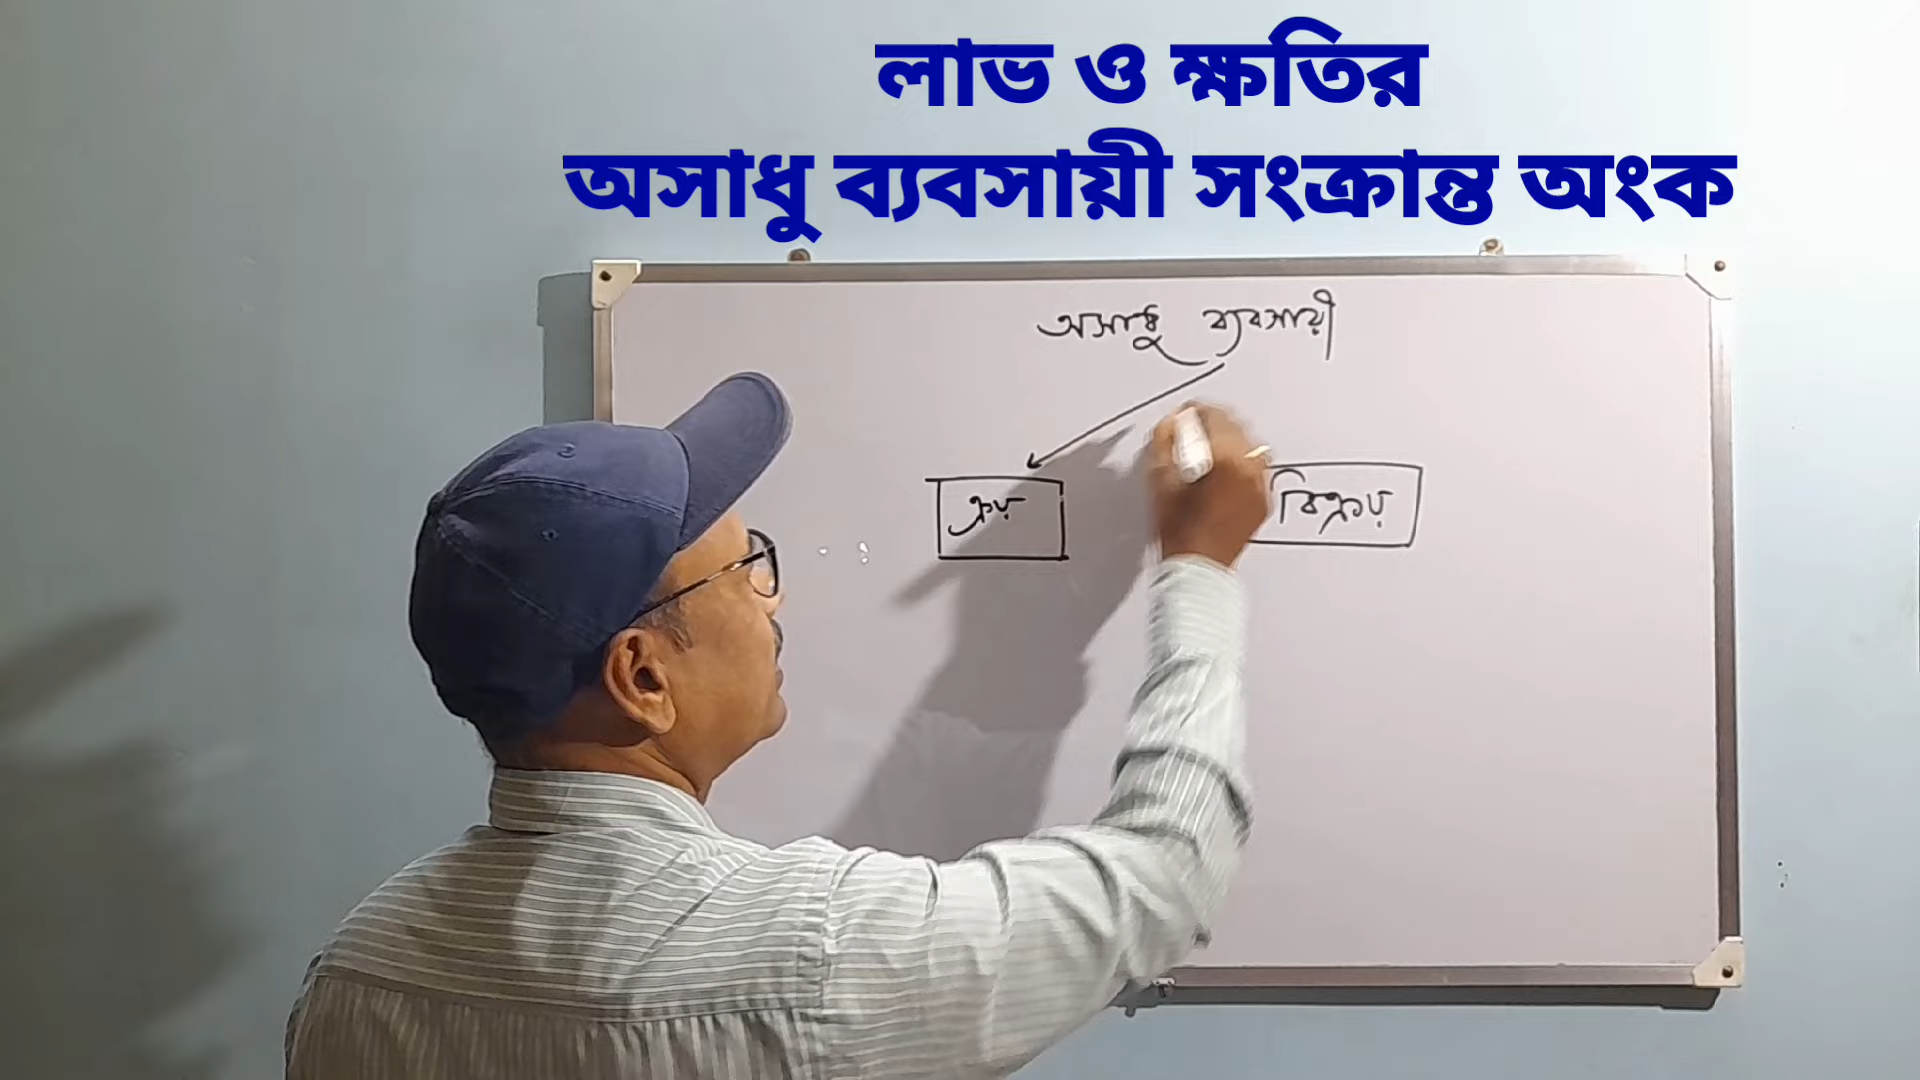 লাভ ও ক্ষতির
অসাধু ব্যবসায়ী সংক্রান্ত অংক
অসাধু ব্যবসায়ী
ক্রয়
বিক্রয়